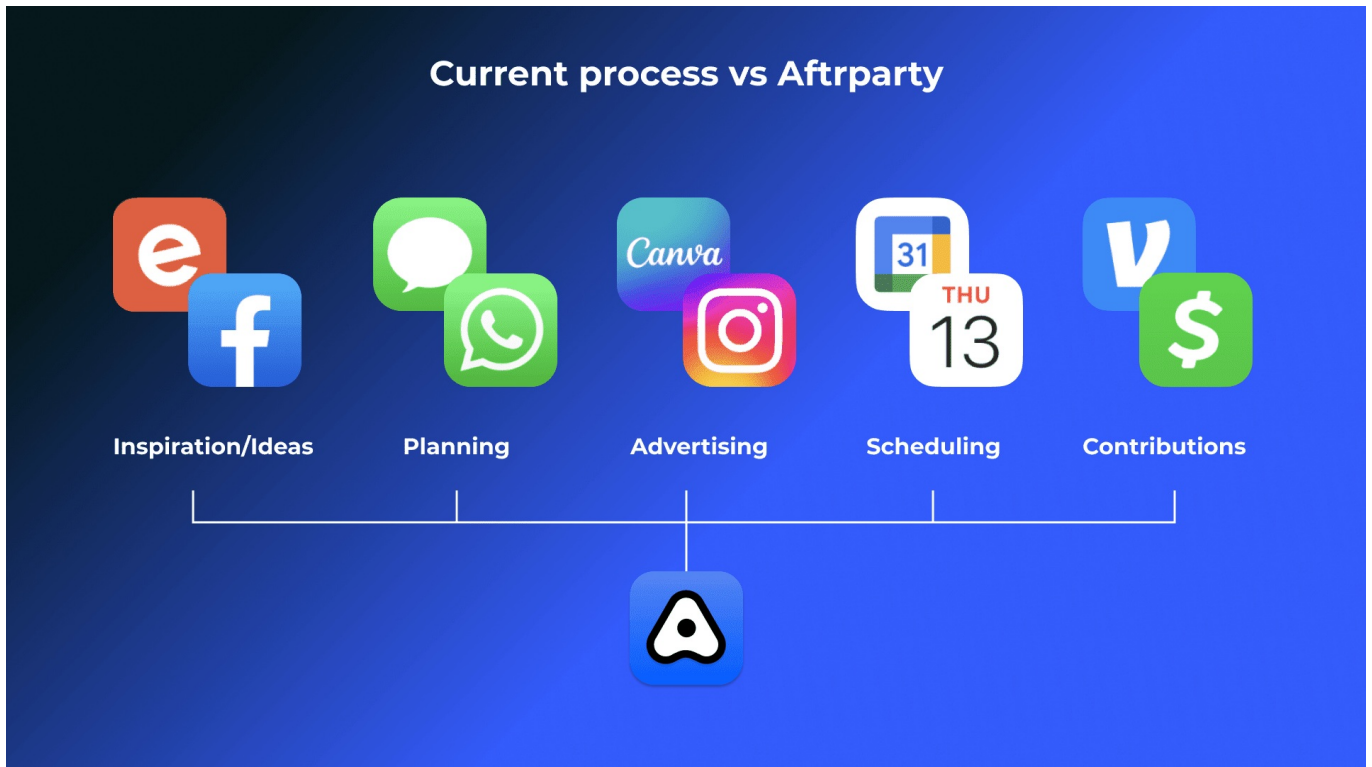 Current process vs Aftrparty
e
f
Canva
31
THU
13
V
$
Inspiration/Ideas
Planning
Advertising
Scheduling
Contributions